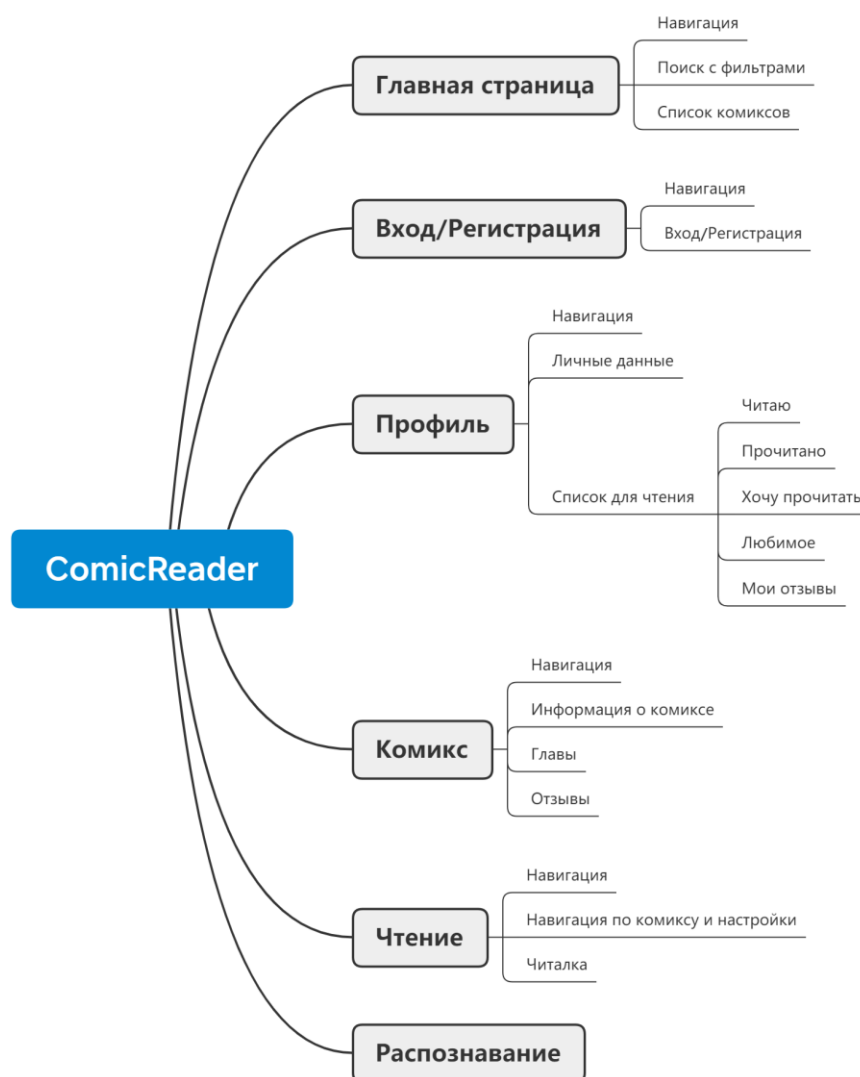 Навигация
Главная страница
Поиск с фильтрами
Список комиксов
Навигация
Вход/Регистрация
Вход/Регистрация
Навигация
Личные данные
Профиль
Список для чтения
Читаю
Прочитано
Хочу прочитать
Любимое
Мои отзывы
ComicReader
Навигация
Информация о комиксе
Комикс
Главы
Отзывы
Навигация
Чтение
Навигация по комиксу и настройки
Читалка
Распознавание